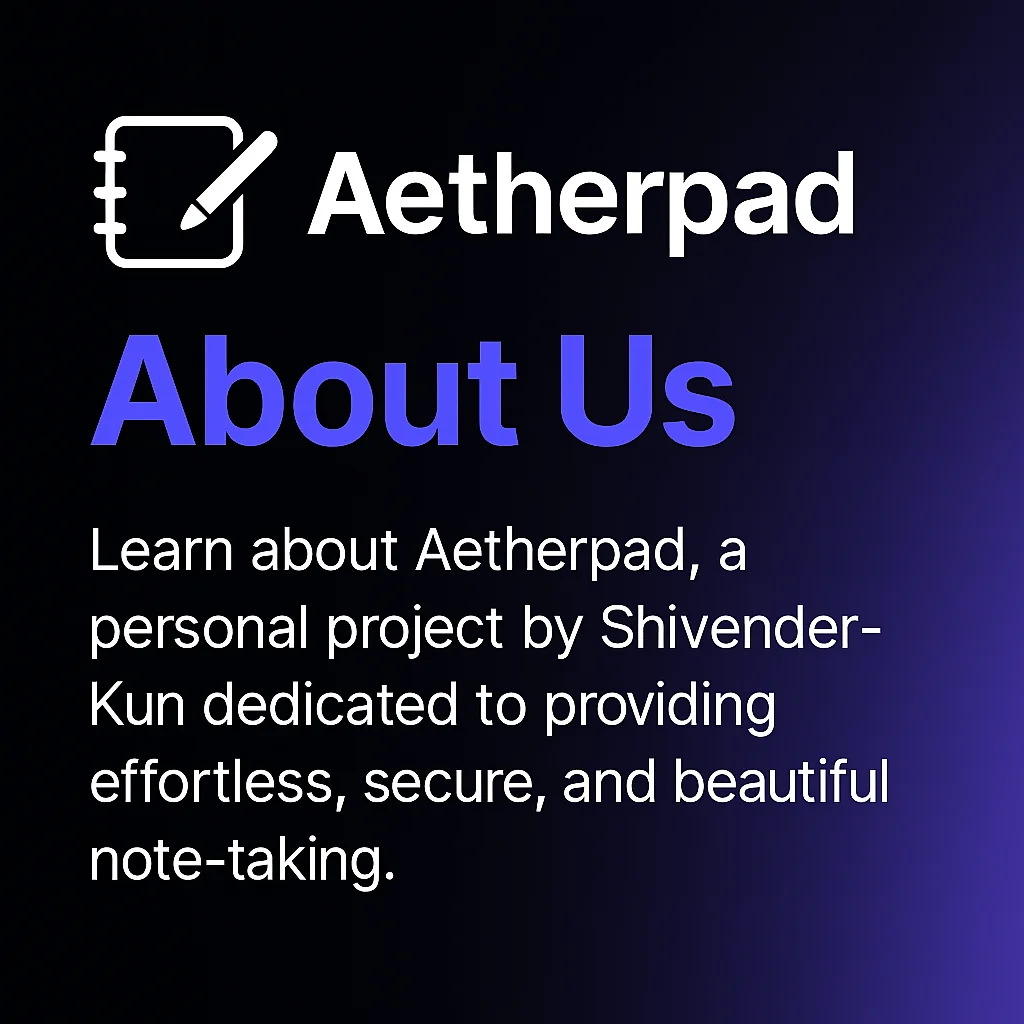 Aetherpad
About Us
Learn about Aetherpad, a
personal project by Shivender-
Kun dedicated to providing
effortless, secure, and beautiful
note-taking.